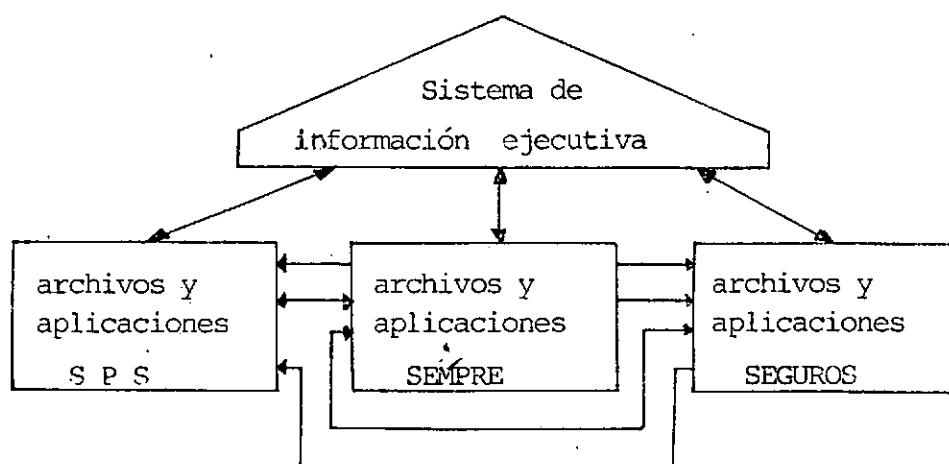 Sistema de
información ejecutiva
archivos y
aplicaciones
S P S
archivos y
aplicaciones
SEMPRE
archivos y
aplicaciones
SEGUROS